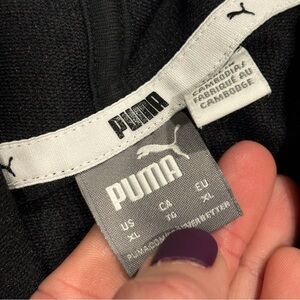 CAMBODIA/
FABRIQUÉ AU
CAMBODGE
PUMA
PUMA
US CA EU
XL TG XL